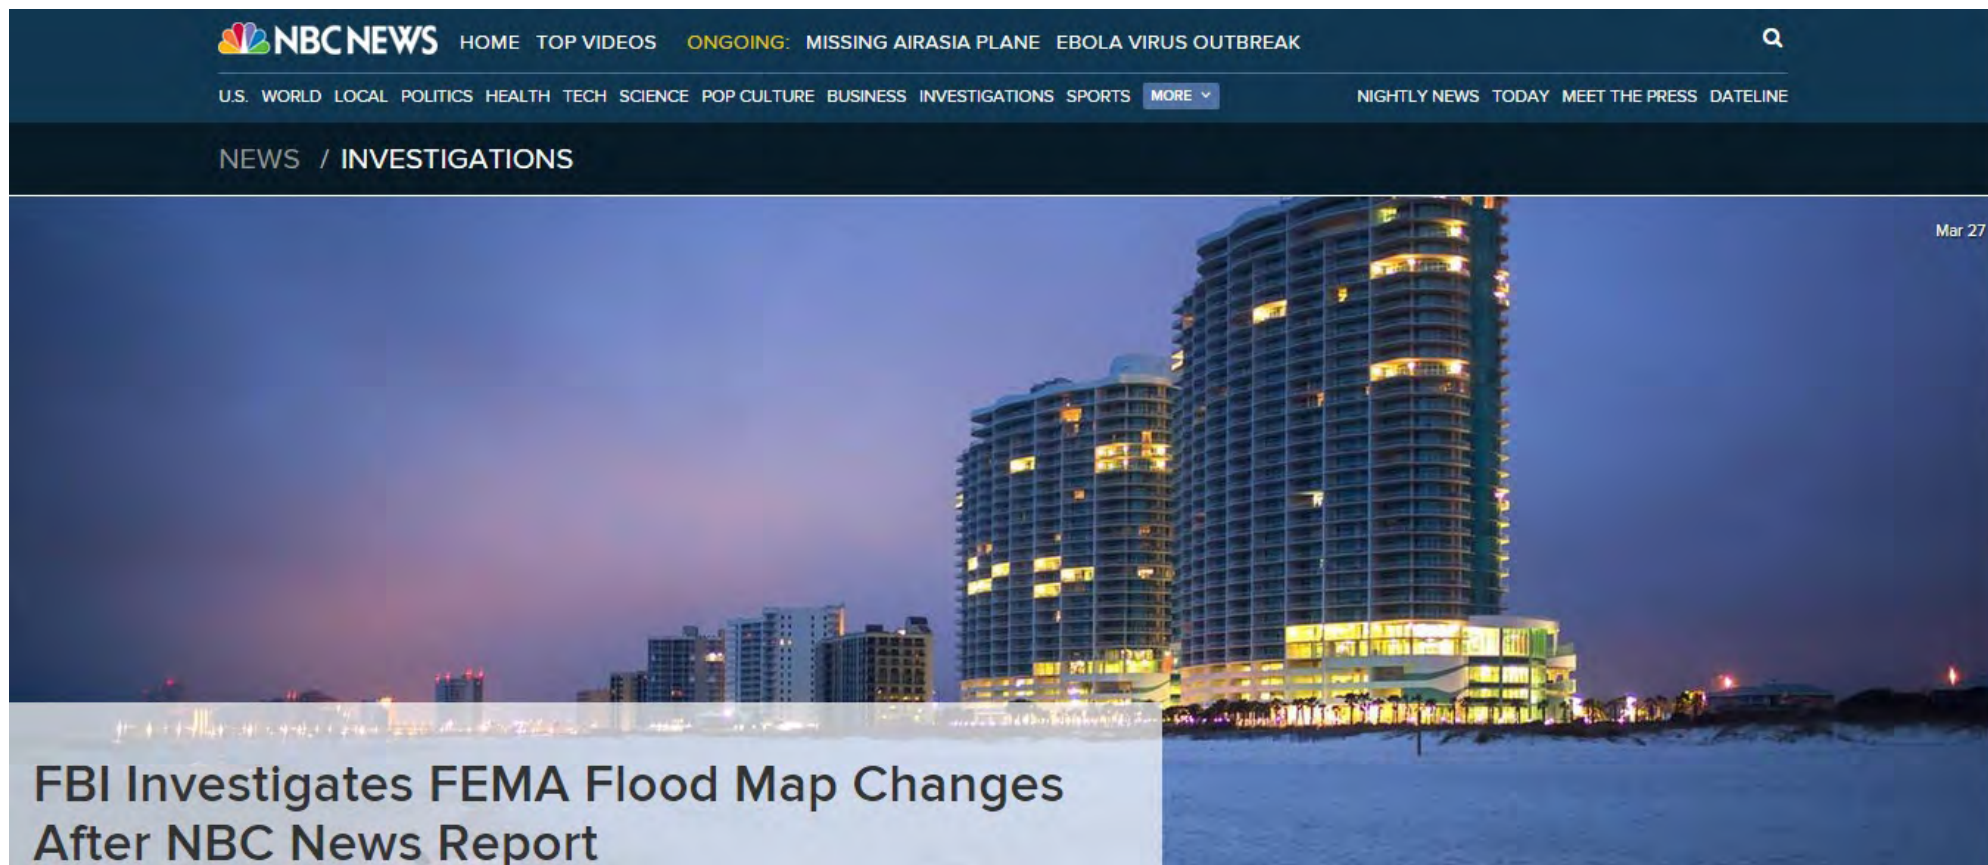 NBC NEWS HOME TOP VIDEOS ONGOING: MISSING AIRASIA PLANE EBOLA VIRUS OUTBREAK
U.S. WORLD LOCAL POLITICS HEALTH TECH SCIENCE POP CULTURE BUSINESS INVESTIGATIONS SPORTS MORE NIGHTLY NEWS TODAY MEET THE PRESS DATELINE
NEWS / INVESTIGATIONS
Mar 27
FBI Investigates FEMA Flood Map Changes
After NBC News Report